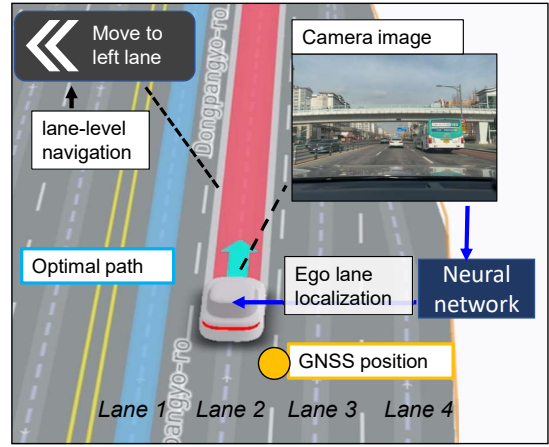 Move to
left lane
Camera image
lane-level
navigation
Dongpangyo-ro
Optimal path
Ego lane
localization
Neural
network
GNSS position
Dongpangyo-ro
Lane 1
Lane 2
Lane 3
Lane 4